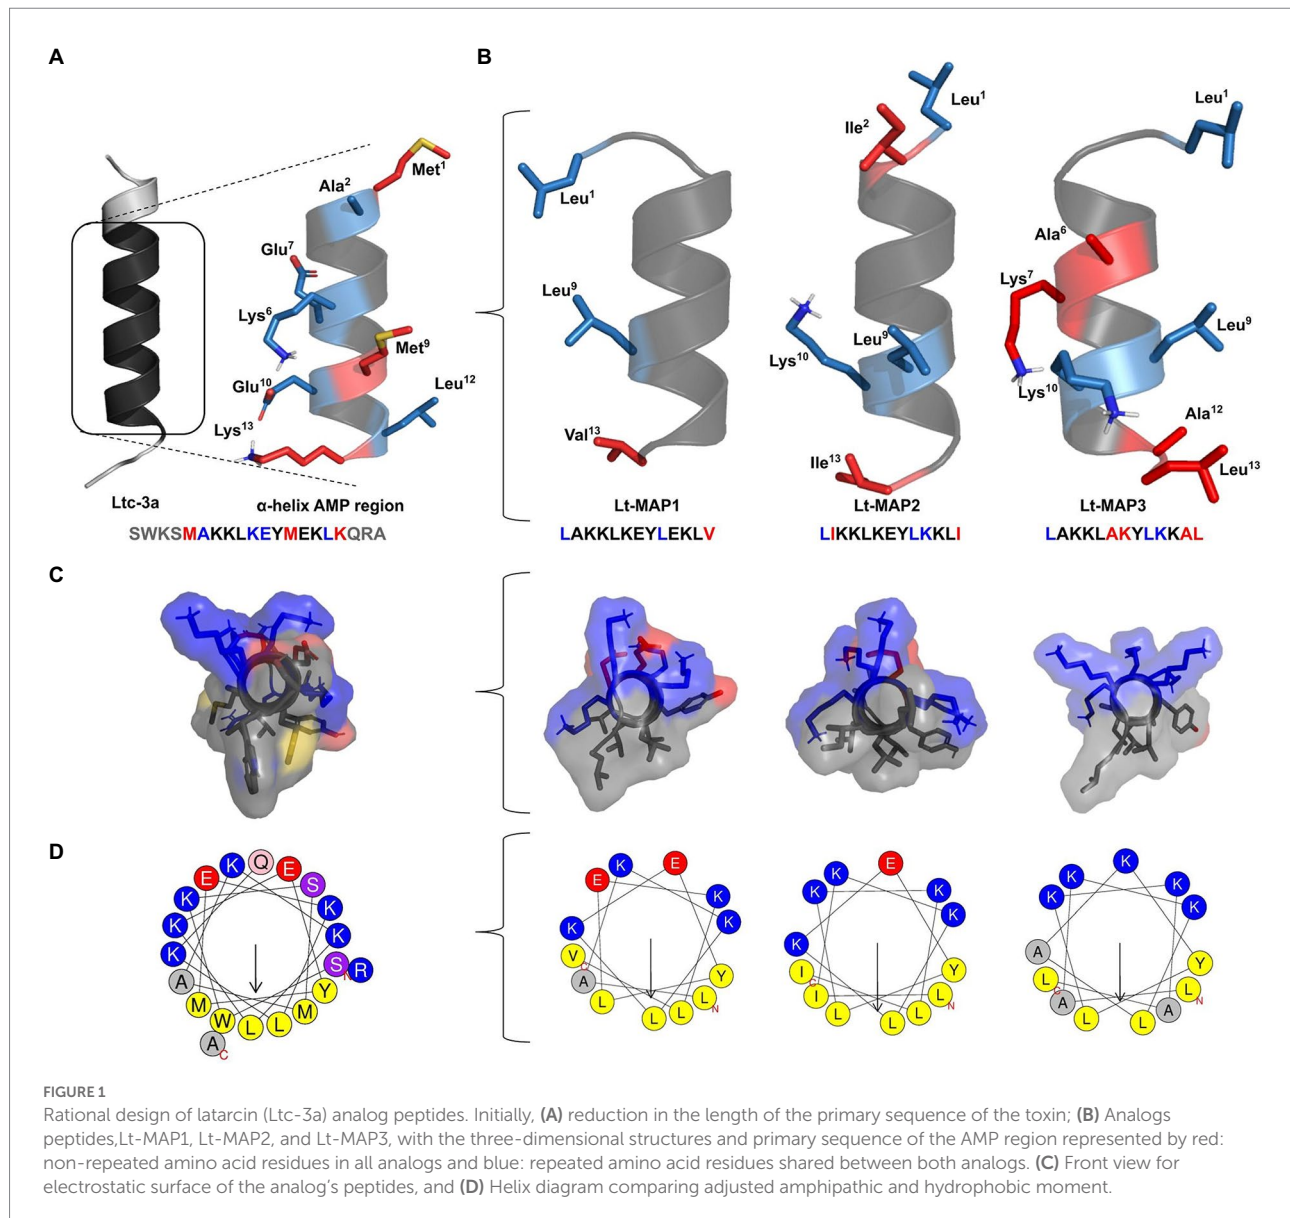 A
B
Ltc-3a
Met¹
Ala²
Glu⁷
Lys⁶
Met⁹
Glu¹⁰
Leu¹²
Lys¹³
α-helix AMP region
SWKSMAKKLKEYMEKLKQRA
Leu¹
Leu⁹
Val¹³
Lt-MAP1
LAKKLKEYLEKLV
Leu¹
Ile²
Leu⁹
Lys¹⁰
Ile¹³
Lt-MAP2
LIKKLKEYLKKLI
Leu¹
Ala⁶
Lys⁷
Leu⁹
Lys¹⁰
Ala¹²
Leu¹³
Lt-MAP3
LAKKLAKYLKKAL
C
D
Q
K
E
E
S
K
K
K
K
K
S
N
R
A
Y
M
M
W
L
L
A
C
E
K
E
K
K
K
V
C
Y
A
L
L
N
L
L
E
K
K
K
K
K
I
C
Y
I
L
N
L
L
L
K
K
K
K
K
A
Y
L
C
L
N
A
A
L
L
FIGURE 1
Rational design of latarcin (Ltc-3a) analog peptides. Initially, (A) reduction in the length of the primary sequence of the toxin; (B) Analogs
peptides,Lt-MAP1, Lt-MAP2, and Lt-MAP3, with the three-dimensional structures and primary sequence of the AMP region represented by red:
non-repeated amino acid residues in all analogs and blue: repeated amino acid residues shared between both analogs. (C) Front view for
electrostatic surface of the analog's peptides, and (D) Helix diagram comparing adjusted amphipathic and hydrophobic moment.